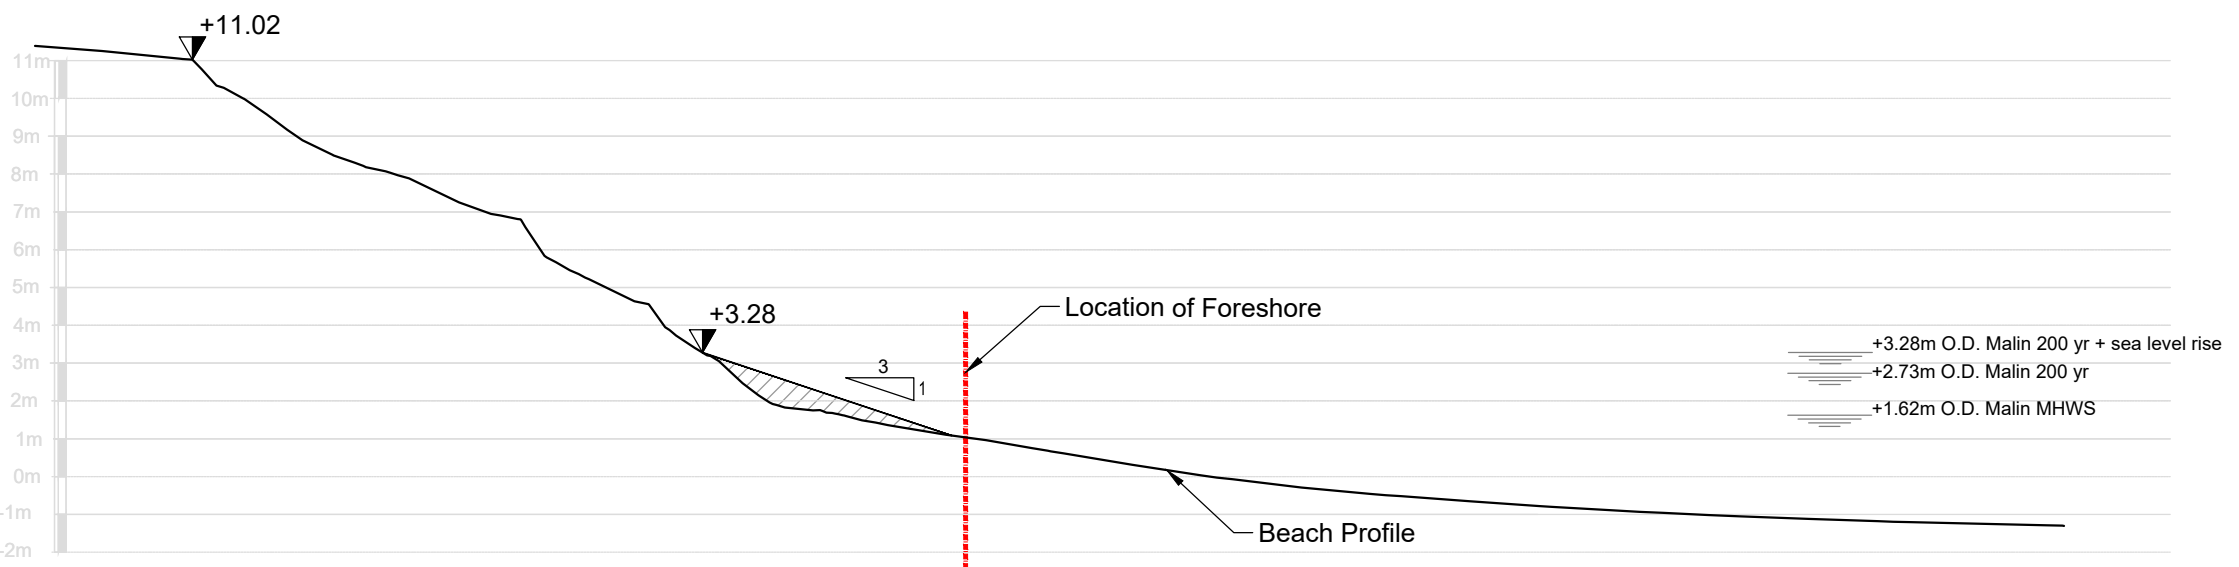 +11.02
11m
10m
9m
8m
7m
6m
5m
4m
3m
2m
1m
0m
-1m
-2m
+3.28
3
1
Location of Foreshore
Beach Profile
+3.28m O.D. Malin 200 yr + sea level rise
+2.73m O.D. Malin 200 yr
+1.62m O.D. Malin MHWS